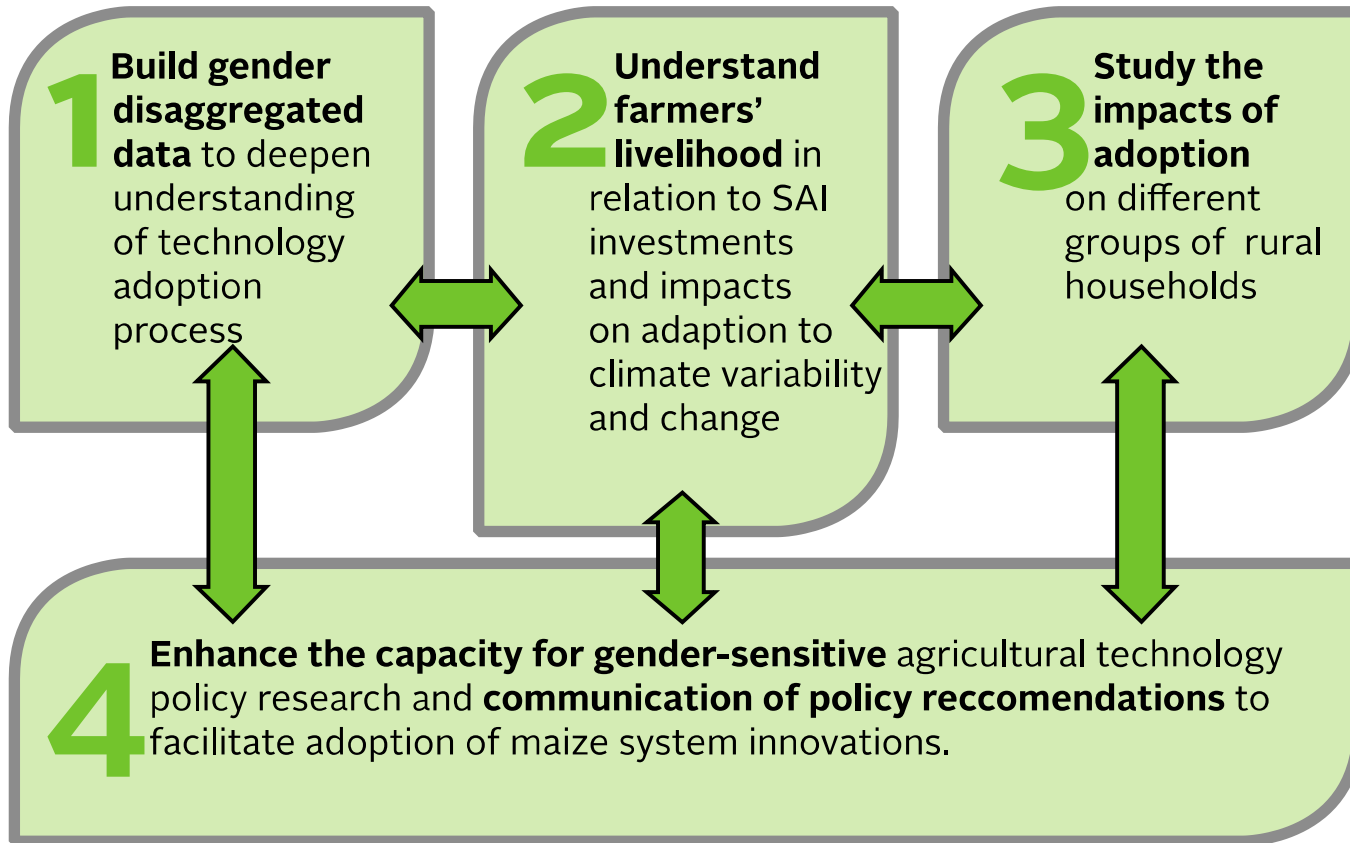 1
Build gender
disaggregated
data to deepen
understanding
of technology
adoption
process
2
Understand
farmers’
livelihood in
relation to SAI
investments
and impacts
on adaption to
climate variability
and change
3
Study the
impacts of
adoption
on different
groups of rural
households
4
Enhance the capacity for gender-sensitive agricultural technology
policy research and communication of policy reccomendations to
facilitate adoption of maize system innovations.